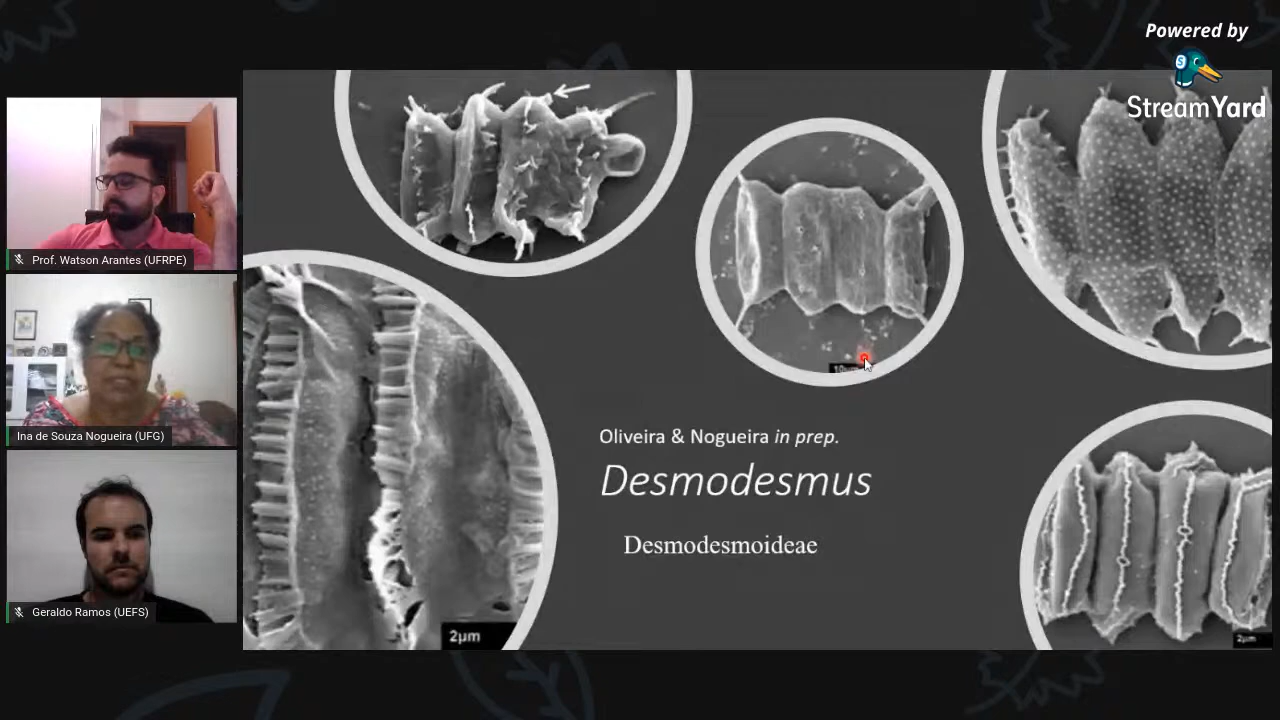 Powered by
StreamYard
Prof. Watson Arantes (UFRPE)
Ina de Souza Nogueira (UFG)
Geraldo Ramos (UEFS)
Oliveira & Nogueira in prep.
Desmodesmus
Desmodesmoideae
2µm
2µm